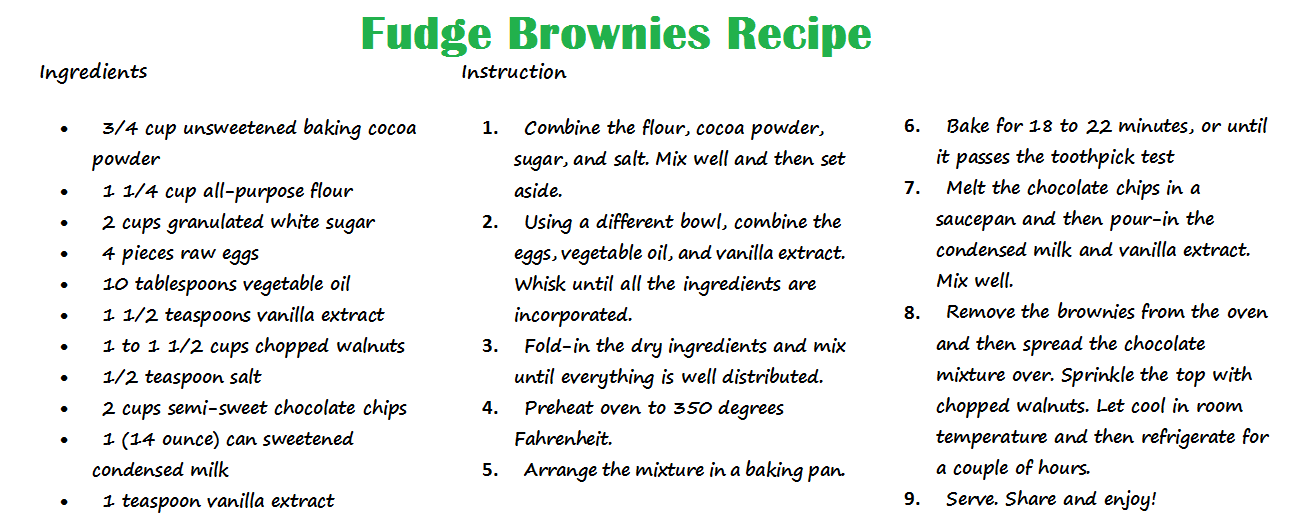 Fudge Brownies Recipe
Ingredients
• 3/4 cup unsweetened baking cocoa
powder
• 1 1/4 cup all-purpose flour
• 2 cups granulated white sugar
• 4 pieces raw eggs
• 10 tablespoons vegetable oil
• 1 1/2 teaspoons vanilla extract
• 1 to 1 1/2 cups chopped walnuts
• 1/2 teaspoon salt
• 2 cups semi-sweet chocolate chips
• 1 (14 ounce) can sweetened
condensed milk
• 1 teaspoon vanilla extract
Instruction
1. Combine the flour, cocoa powder,
sugar, and salt. Mix well and then set
aside.
2. Using a different bowl, combine the
eggs, vegetable oil, and vanilla extract.
Whisk until all the ingredients are
incorporated.
3. Fold-in the dry ingredients and mix
until everything is well distributed.
4. Preheat oven to 350 degrees
Fahrenheit.
5. Arrange the mixture in a baking pan.
6. Bake for 18 to 22 minutes, or until
it passes the toothpick test
7. Melt the chocolate chips in a
saucepan and then pour-in the
condensed milk and vanilla extract.
Mix well.
8. Remove the brownies from the oven
and then spread the chocolate
mixture over. Sprinkle the top with
chopped walnuts. Let cool in room
temperature and then refrigerate for
a couple of hours.
9. Serve. Share and enjoy!